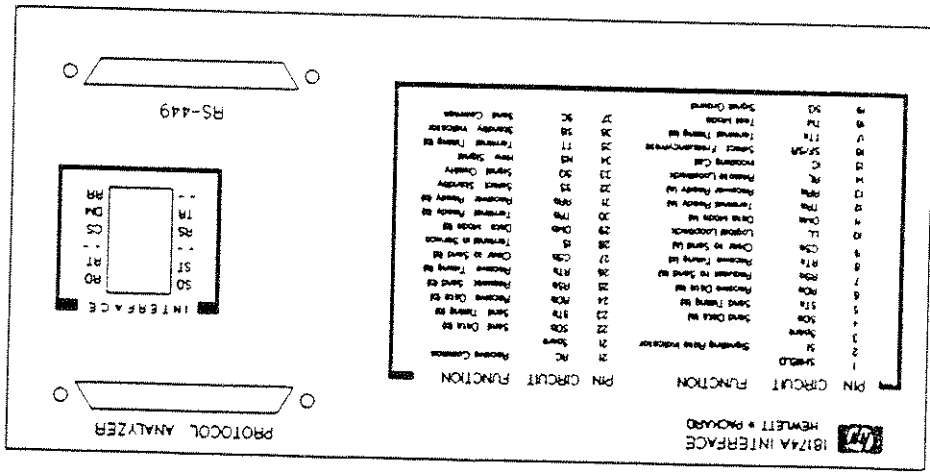 hp 18174A INTERFACE
HEWLETT • PACKARD
PIN CIRCUIT FUNCTION PIN CIRCUIT FUNCTION
1 SHIELD 21 RC Receive Common
2 SI Signaling Rate Indicator 21 Spare
3 Spare 22 SDb Send Data (b)
4 SDa Send Data (a) 23 STb Send Timing (b)
5 STa Send Timing (a) 24 RDb Receive Data (b)
6 RDa Receive Data (a) 25 RSb Request Send (b)
7 RSa Request to Send (a) 26 RTb Receive Timing (b)
8 RTa Receive Timing (a) 27 CSb Clear to Send (b)
9 CSa Clear to Send (a) 28 IS Terminal in Service
10 LL Logical Loopback 29 DMb Data Mode (b)
11 DMa Data Mode (a) 30 TRb Terminal Ready (b)
12 TRa Terminal Ready (a) 31 RRb Receiver Ready (b)
13 RRa Receiver Ready (a) 32 SS Select Standby
14 RL Remote Loopback 33 SQ Signal Quality
15 IC Incoming Call 34 NS New Signal
16 SF/SR Select Frequency/rate 35 TT Terminal Timing (b)
17 TTa Terminal Timing (a) 36 SB Standby Indicator
18 TM Test Mode 37 SC Send Common
19 SG Signal Ground
PROTOCOL ANALYZER
INTERFACE
SD RD
ST RT
- - - -
RS CS
TR DM
- - RR
RS-449